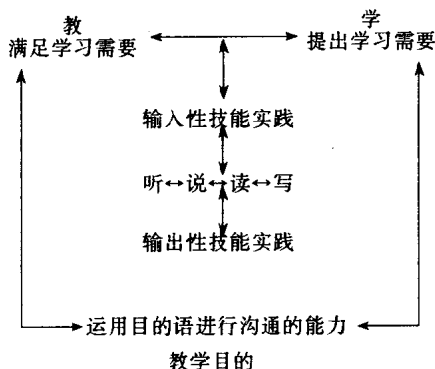 教 学
满足学习需要 提出学习需要
输入性技能实践
听↔说↔读↔写
输出性技能实践
运用目的语进行沟通的能力
教学目的